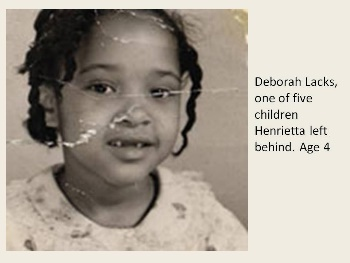 Deborah Lacks,
one of five
children
Henrietta left
behind. Age 4